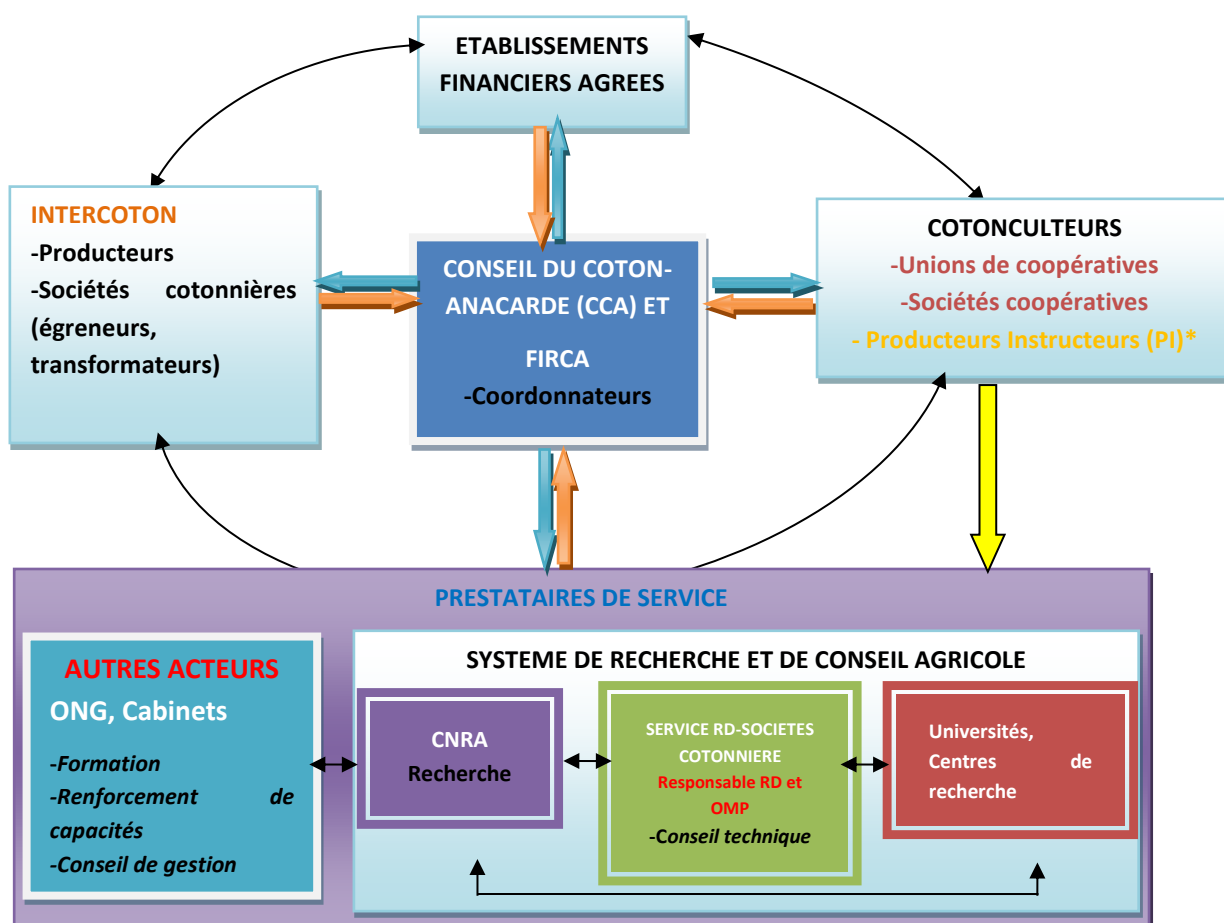 ETABLISSEMENTS
FINANCIERS AGREES
INTERCOTON
-Producteurs
-Sociétés cotonnières
(égreneurs,
transformateurs)
CONSEIL DU COTON-
ANACARDE (CCA) ET
FIRCA
-Coordonnateurs
COTONCULTEURS
-Unions de coopératives
-Sociétés coopératives
- Producteurs Instructeurs (PI)*
PRESTATAIRES DE SERVICE
AUTRES ACTEURS
ONG, Cabinets
-Formation
-Renforcement de
capacités
-Conseil de gestion
SYSTEME DE RECHERCHE ET DE CONSEIL AGRICOLE
CNRA
Recherche
SERVICE RD-SOCIETES
COTONNIERE
Responsable RD et
OMP
-Conseil technique
Universités,
Centres de
recherche